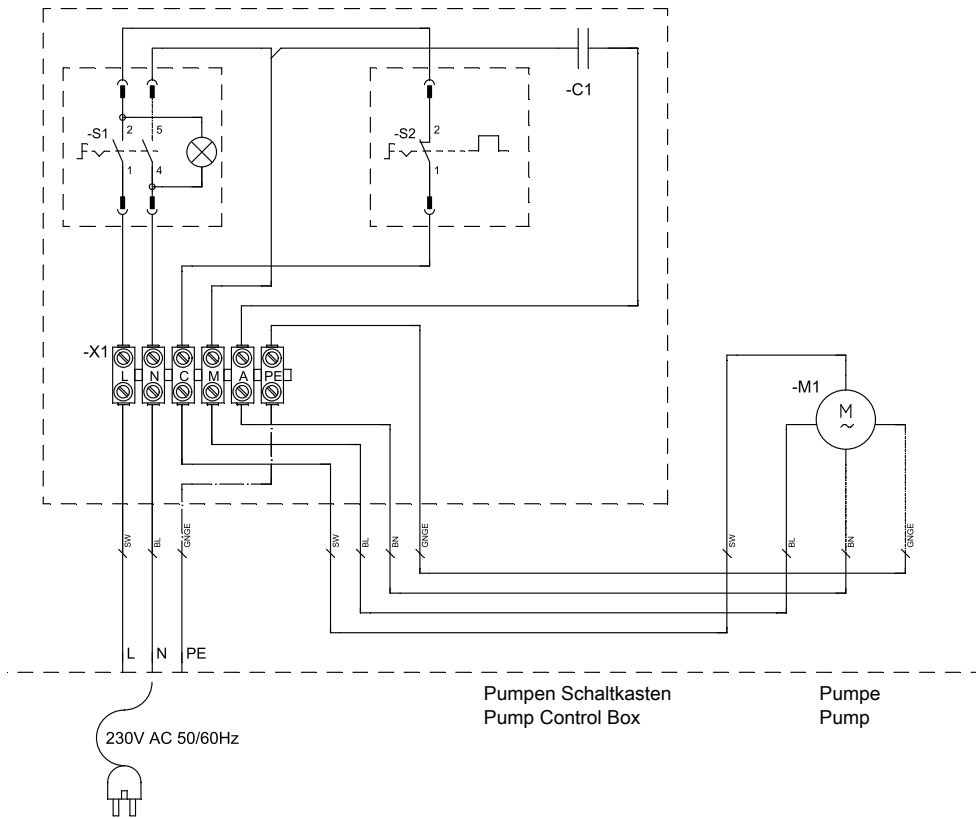 -C1
-S1
2
5
1
4
-S2
2
1
-X1
L
N
C
M
A
PE
-M1
M
~
SW
BL
GNGE
SW
BL
BN
GNGE
SW
BL
BN
GNGE
L
N
PE
Pumpen Schaltkasten
Pump Control Box
Pumpe
Pump
230V AC 50/60Hz